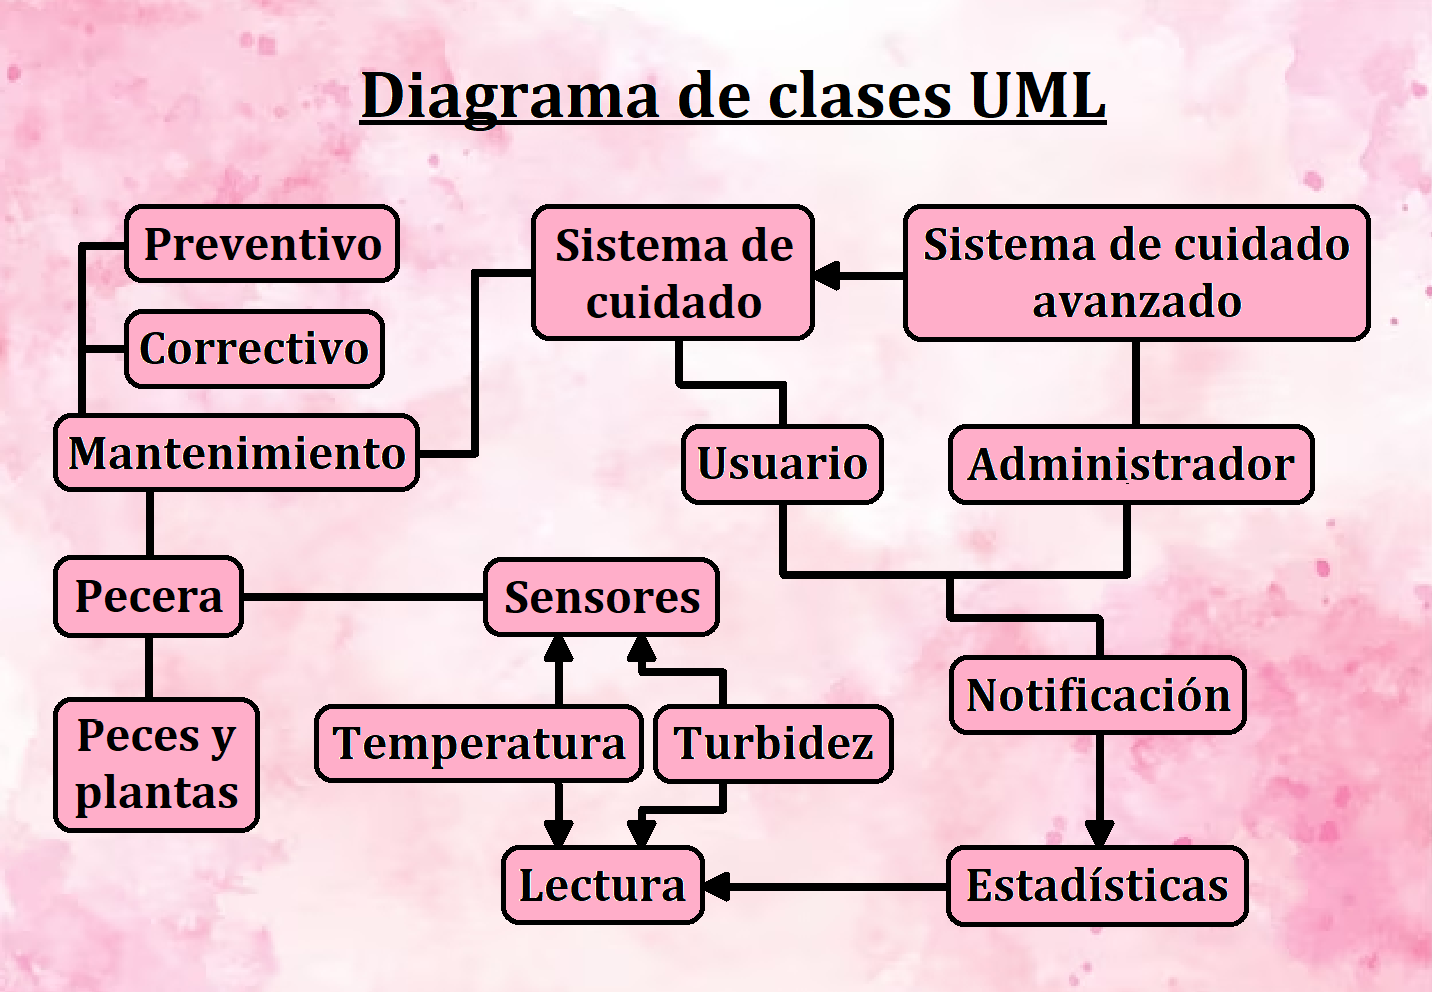 Diagrama de clases UML
Preventivo
Correctivo
Mantenimiento
Sistema de
cuidado
Sistema de cuidado
avanzado
Usuario
Administrador
Pecera
Sensores
Peces y
plantas
Temperatura
Turbidez
Notificación
Lectura
Estadísticas